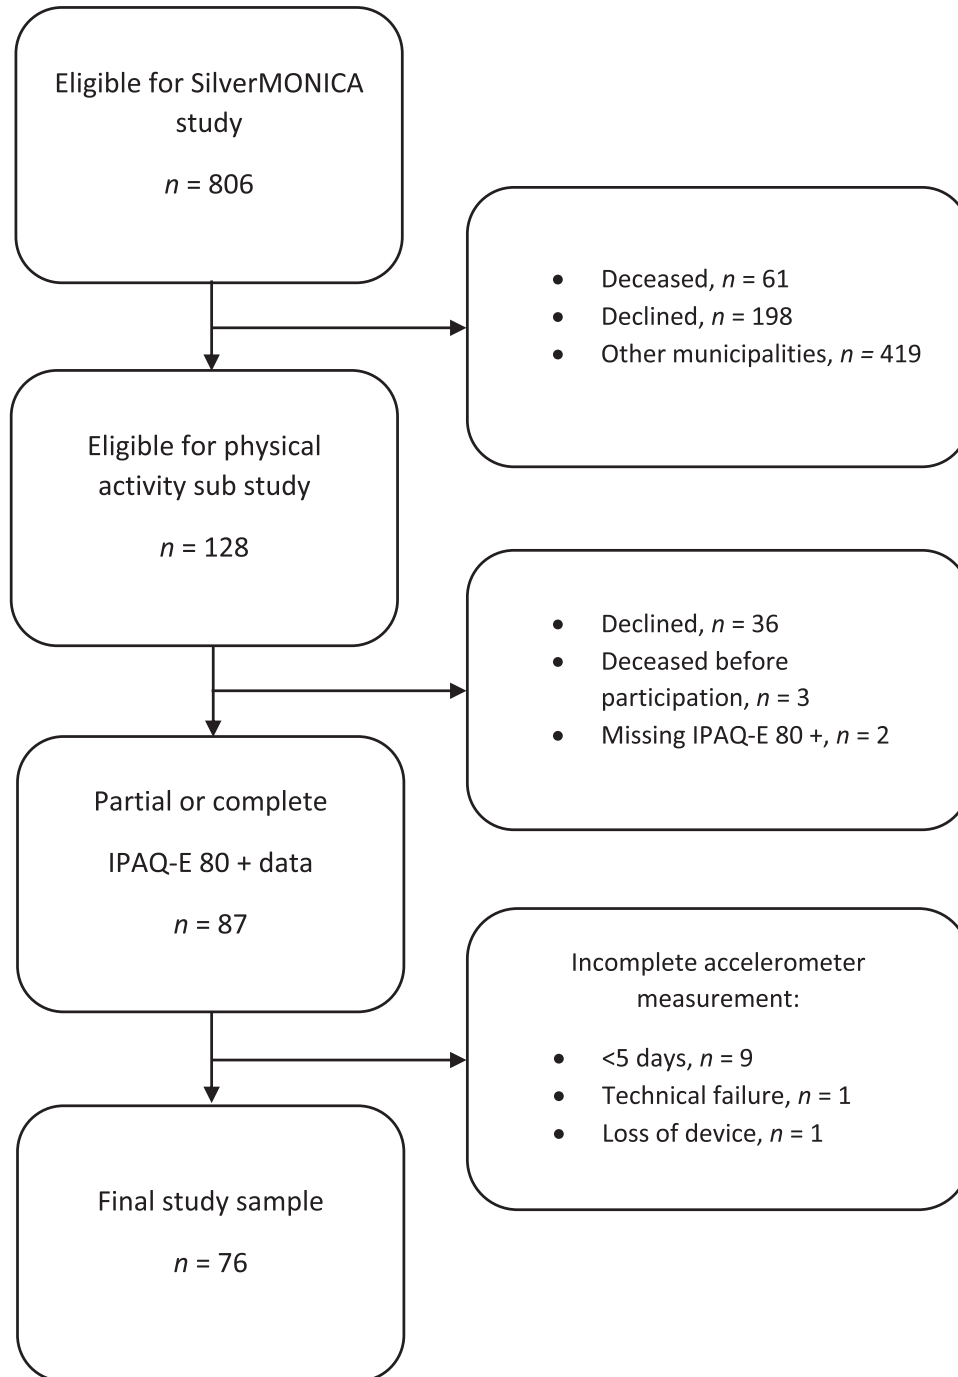 Eligible for SilverMONICA
study
n = 806
• Deceased, n = 61
• Declined, n = 198
• Other municipalities, n = 419
Eligible for physical
activity sub study
n = 128
• Declined, n = 36
• Deceased before
participation, n = 3
• Missing IPAQ-E 80 +, n = 2
Partial or complete
IPAQ-E 80 + data
n = 87
Incomplete accelerometer
measurement:
• <5 days, n = 9
• Technical failure, n = 1
• Loss of device, n = 1
Final study sample
n = 76